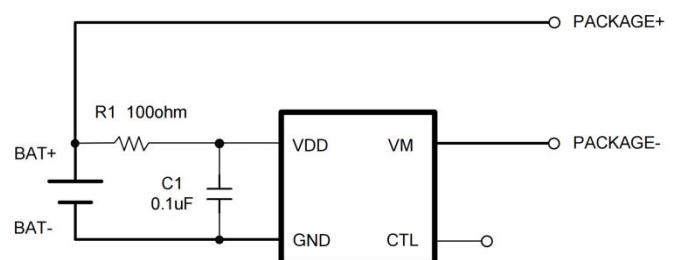 PACKAGE+
R1 100ohm
BAT+
VDD
VM
PACKAGE-
C1
0.1uF
BAT-
GND
CTL